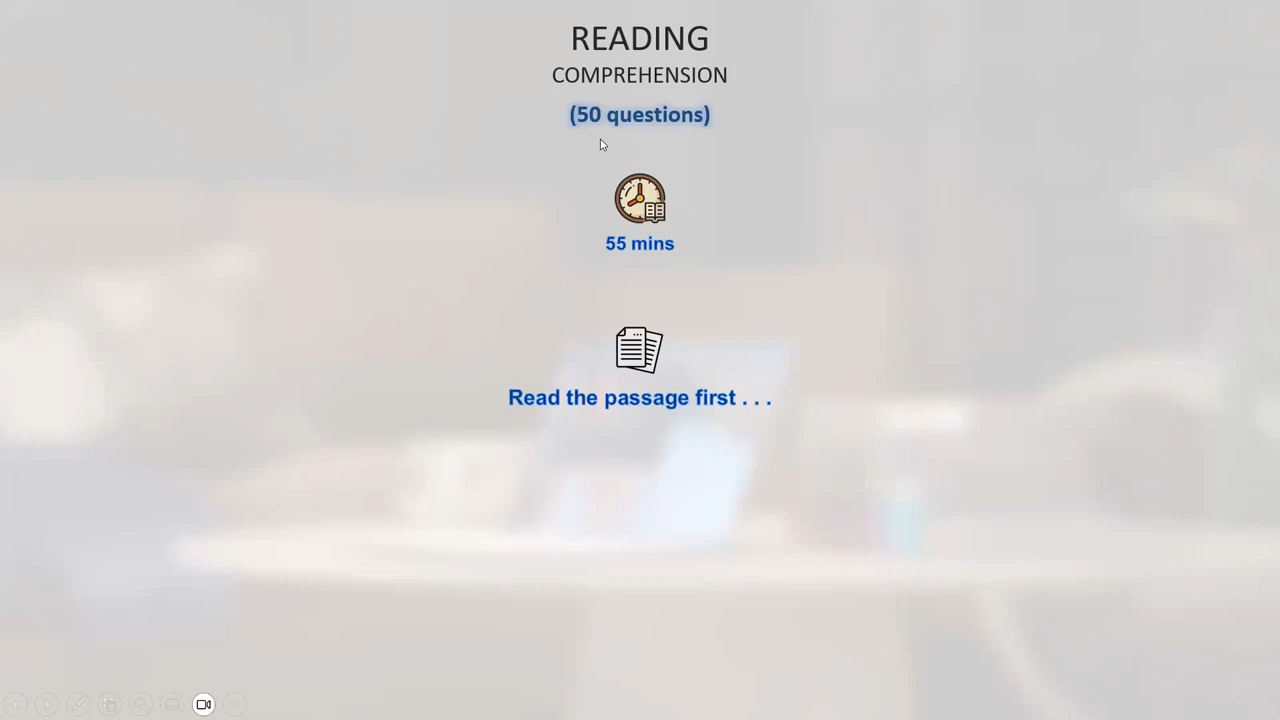 READING
COMPREHENSION
(50 questions)
55 mins
Read the passage first . . .